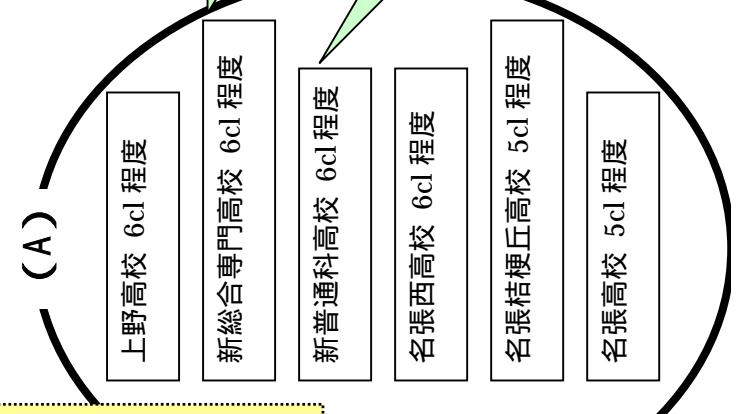 (A)
上野高校 6cl 程度
新総合専門高校 6cl 程度
新普通科高校 6cl 程度
名張西高校 6cl 程度
名張桔梗丘高校 5cl 程度
名張高校 5cl 程度